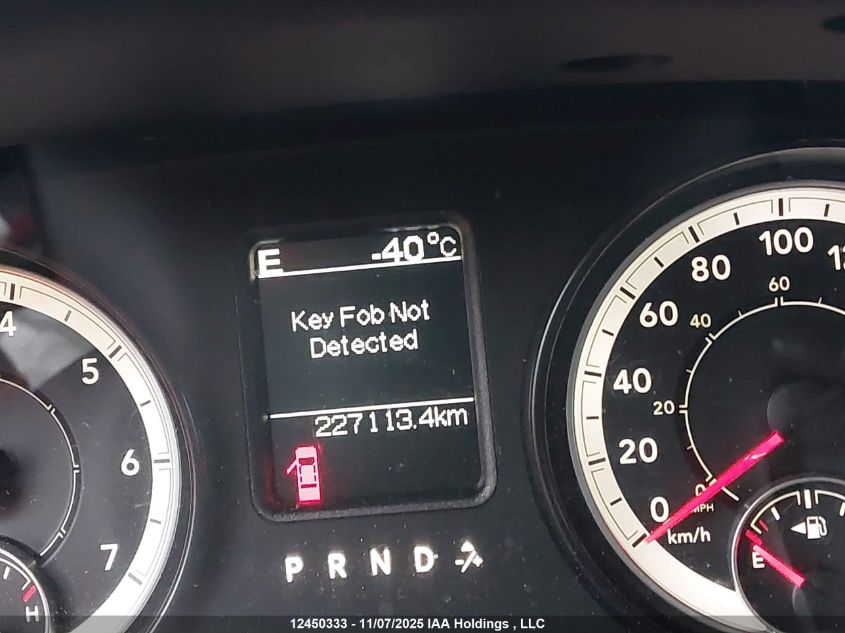 E -40°C
Key Fob Not
Detected
227113.4km
P R N D
4
5
6
7
H
0
20
40
60
80
100
0
20
40
60
MPH
km/h
E
12450333 - 11/07/2025 IAA Holdings , LLC